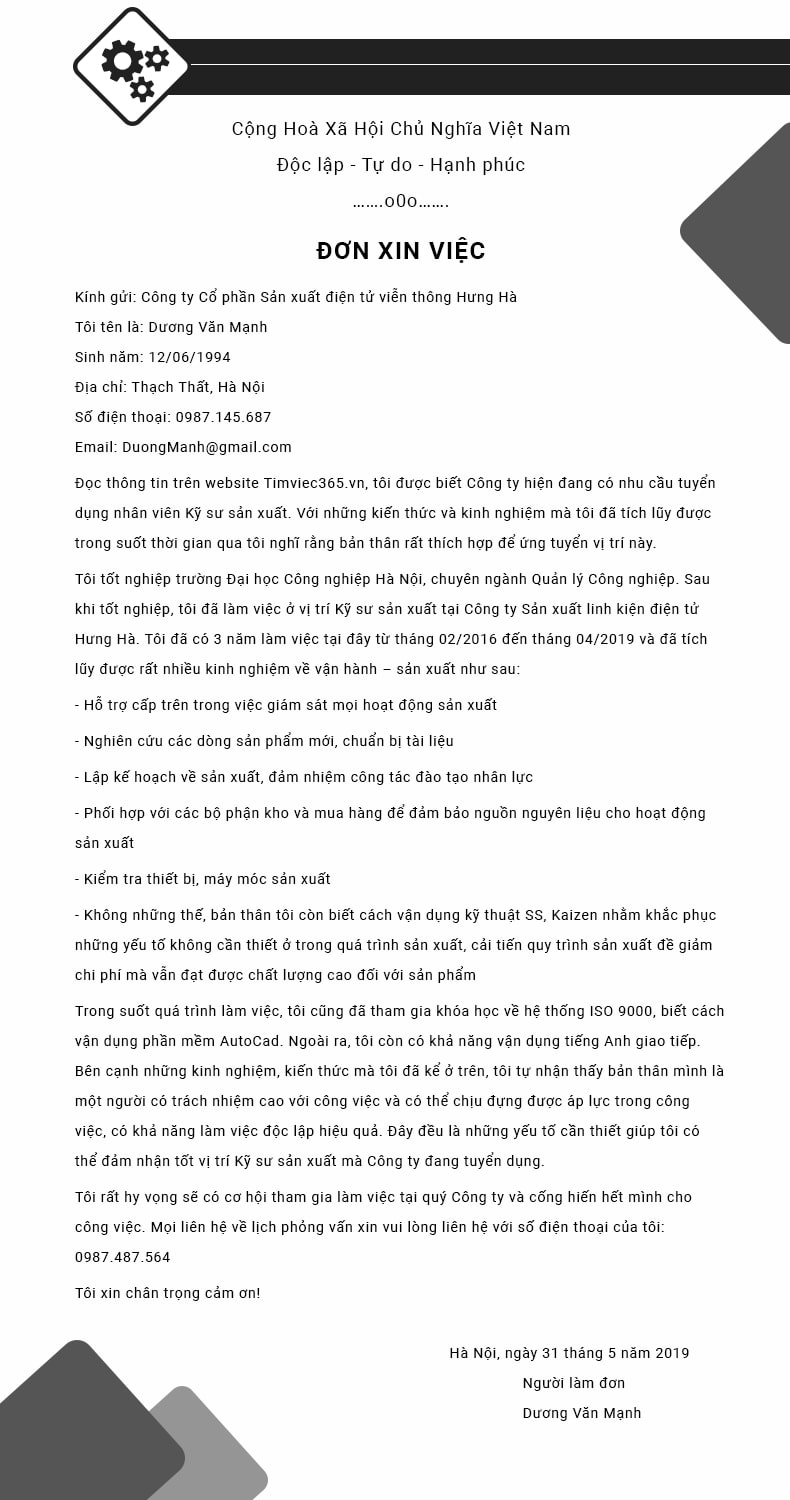 Cộng Hoà Xã Hội Chủ Nghĩa Việt Nam
Độc lập - Tự do - Hạnh phúc
…….o0o…….
ĐƠN XIN VIỆC
Kính gửi: Công ty Cổ phần Sản xuất điện tử viễn thông Hưng Hà
Tôi tên là: Dương Văn Mạnh
Sinh năm: 12/06/1994
Địa chỉ: Thạch Thất, Hà Nội
Số điện thoại: 0987.145.687
Email: DuongManh@gmail.com
Đọc thông tin trên website Timviec365.vn, tôi được biết Công ty hiện đang có nhu cầu tuyển
dụng nhân viên Kỹ sư sản xuất. Với những kiến thức và kinh nghiệm mà tôi đã tích lũy được
trong suốt thời gian qua tôi nghĩ rằng bản thân rất thích hợp để ứng tuyển vị trí này.
Tôi tốt nghiệp trường Đại học Công nghiệp Hà Nội, chuyên ngành Quản lý Công nghiệp. Sau
khi tốt nghiệp, tôi đã làm việc ở vị trí Kỹ sư sản xuất tại Công ty Sản xuất linh kiện điện tử
Hưng Hà. Tôi đã có 3 năm làm việc tại đây từ tháng 02/2016 đến tháng 04/2019 và đã tích
lũy được rất nhiều kinh nghiệm về vận hành – sản xuất như sau:
- Hỗ trợ cấp trên trong việc giám sát mọi hoạt động sản xuất
- Nghiên cứu các dòng sản phẩm mới, chuẩn bị tài liệu
- Lập kế hoạch về sản xuất, đảm nhiệm công tác đào tạo nhân lực
- Phối hợp với các bộ phận kho và mua hàng để đảm bảo nguồn nguyên liệu cho hoạt động
sản xuất
- Kiểm tra thiết bị, máy móc sản xuất
- Không những thế, bản thân tôi còn biết cách vận dụng kỹ thuật SS, Kaizen nhằm khắc phục
những yếu tố không cần thiết ở trong quá trình sản xuất, cải tiến quy trình sản xuất đề giảm
chi phí mà vẫn đạt được chất lượng cao đối với sản phẩm
Trong suốt quá trình làm việc, tôi cũng đã tham gia khóa học về hệ thống ISO 9000, biết cách
vận dụng phần mềm AutoCad. Ngoài ra, tôi còn có khả năng vận dụng tiếng Anh giao tiếp.
Bên cạnh những kinh nghiệm, kiến thức mà tôi đã kể ở trên, tôi tự nhận thấy bản thân mình là
một người có trách nhiệm cao với công việc và có thể chịu đựng được áp lực trong công
việc, có khả năng làm việc độc lập hiệu quả. Đây đều là những yếu tố cần thiết giúp tôi có
thể đảm nhận tốt vị trí Kỹ sư sản xuất mà Công ty đang tuyển dụng.
Tôi rất hy vọng sẽ có cơ hội tham gia làm việc tại quý Công ty và cống hiến hết mình cho
công việc. Mọi liên hệ về lịch phỏng vấn xin vui lòng liên hệ với số điện thoại của tôi:
0987.487.564
Tôi xin chân trọng cảm ơn!
Hà Nội, ngày 31 tháng 5 năm 2019
Người làm đơn
Dương Văn Mạnh